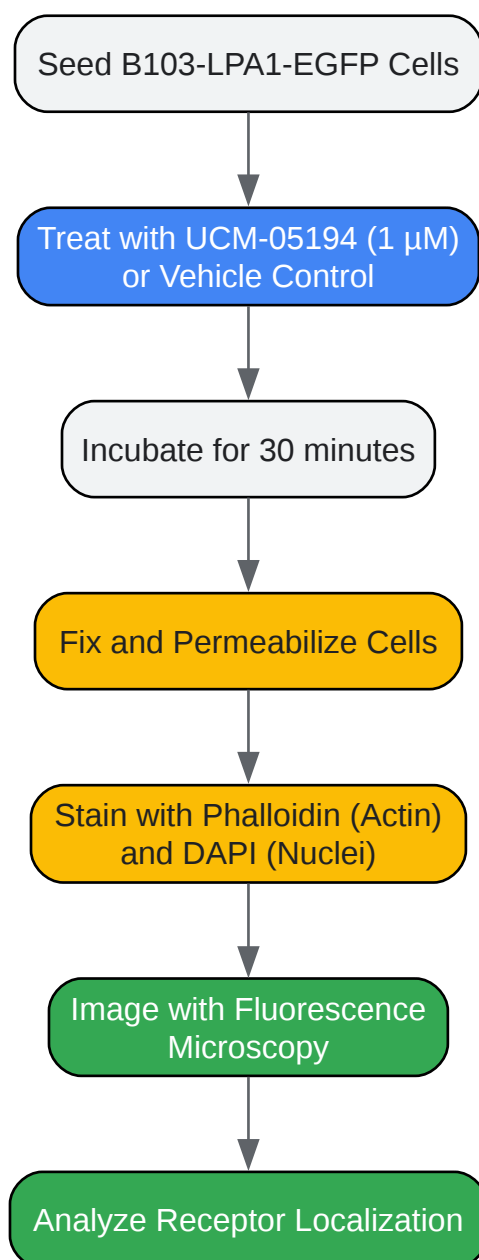 Seed B103-LPA1-EGFP Cells
Treat with UCM-05194 (1 µM)
or Vehicle Control
Incubate for 30 minutes
Fix and Permeabilize Cells
Stain with Phalloidin (Actin)
and DAPI (Nuclei)
Image with Fluorescence
Microscopy
Analyze Receptor Localization